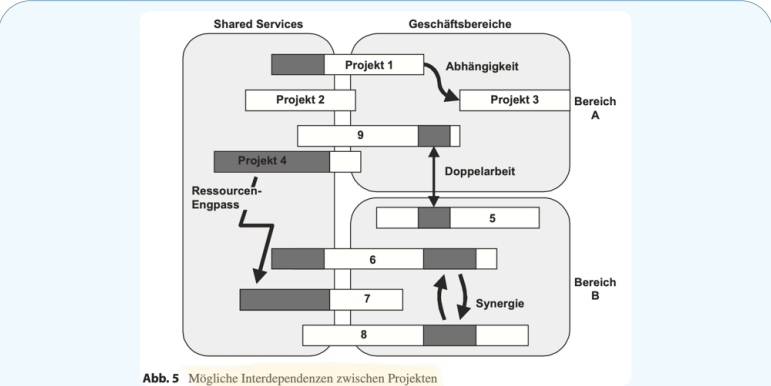 Shared Services
Geschäftsbereiche
Projekt 1
Abhängigkeit
Projekt 2
Projekt 3
Bereich
A
9
Projekt 4
Doppelarbeit
Ressourcen-
Engpass
5
6
Bereich
B
7
Synergie
8
Abb. 5 Mögliche Interdependenzen zwischen Projekten